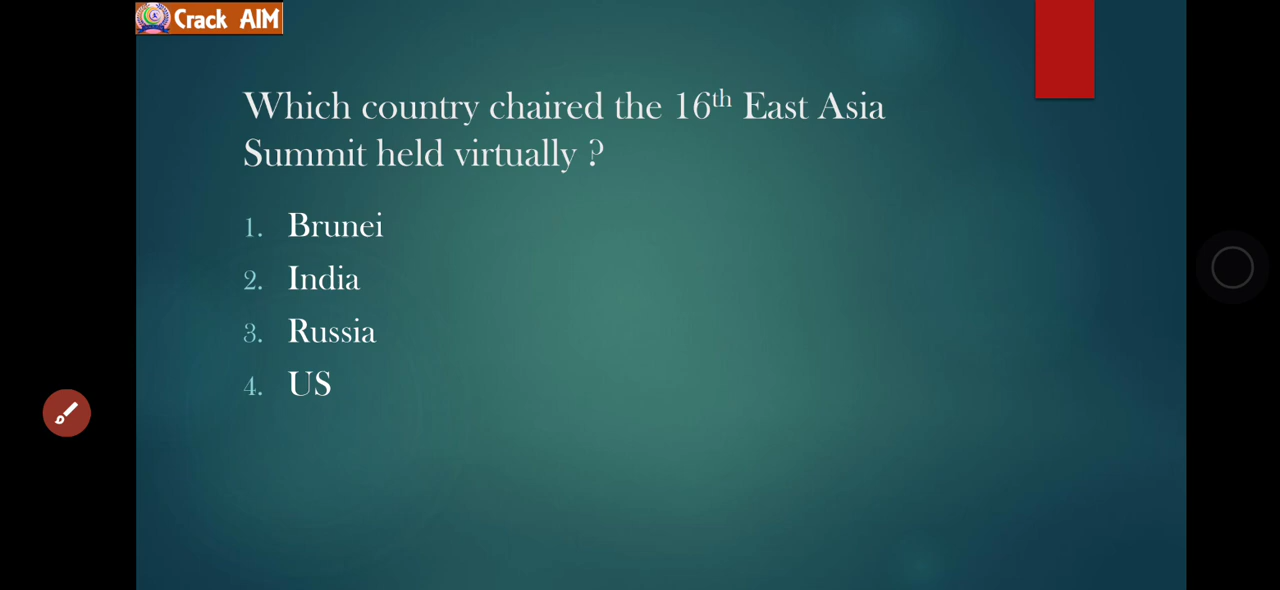 Crack AIM
Which country chaired the 16th East Asia
Summit held virtually ?
1. Brunei
2. India
3. Russia
4. US